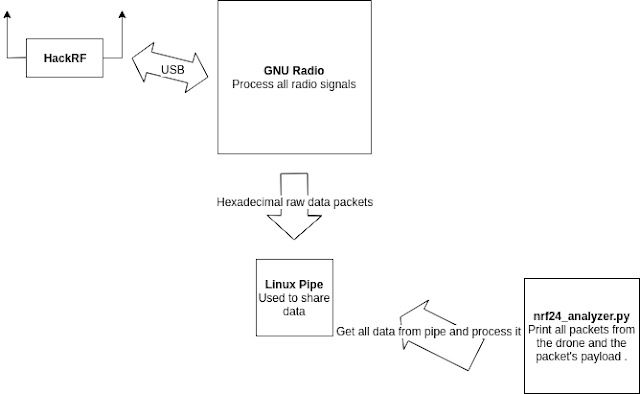 HackRF
USB
GNU Radio
Process all radio signals
Hexadecimal raw data packets
Linux Pipe
Used to share
data
Get all data from pipe and process it
nrf24_analyzer.py
Print all packets from
the drone and the
packet's payload .